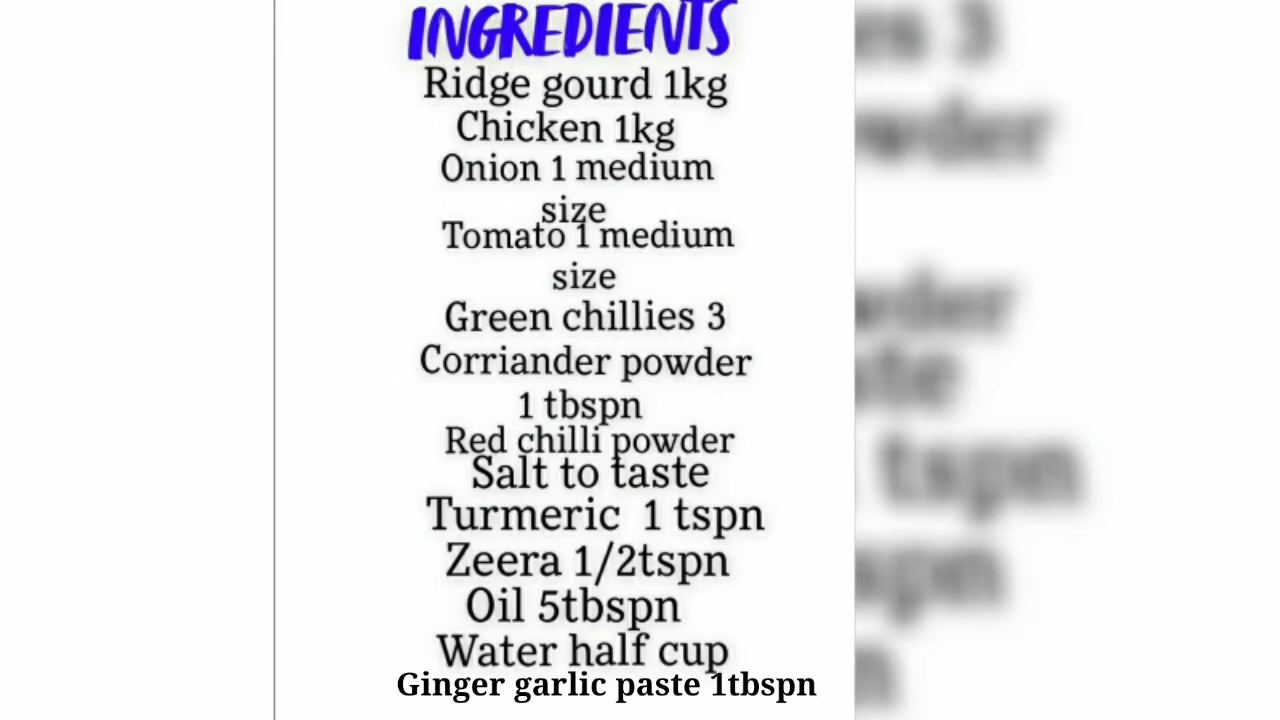 INGREDIENTS
Ridge gourd 1kg
Chicken 1kg
Onion 1 medium
size
Tomato 1 medium
size
Green chillies 3
Corriander powder
1 tbspn
Red chilli powder
Salt to taste
Turmeric 1 tspn
Zeera 1/2tspn
Oil 5tbspn
Water half cup
Ginger garlic paste 1tbspn